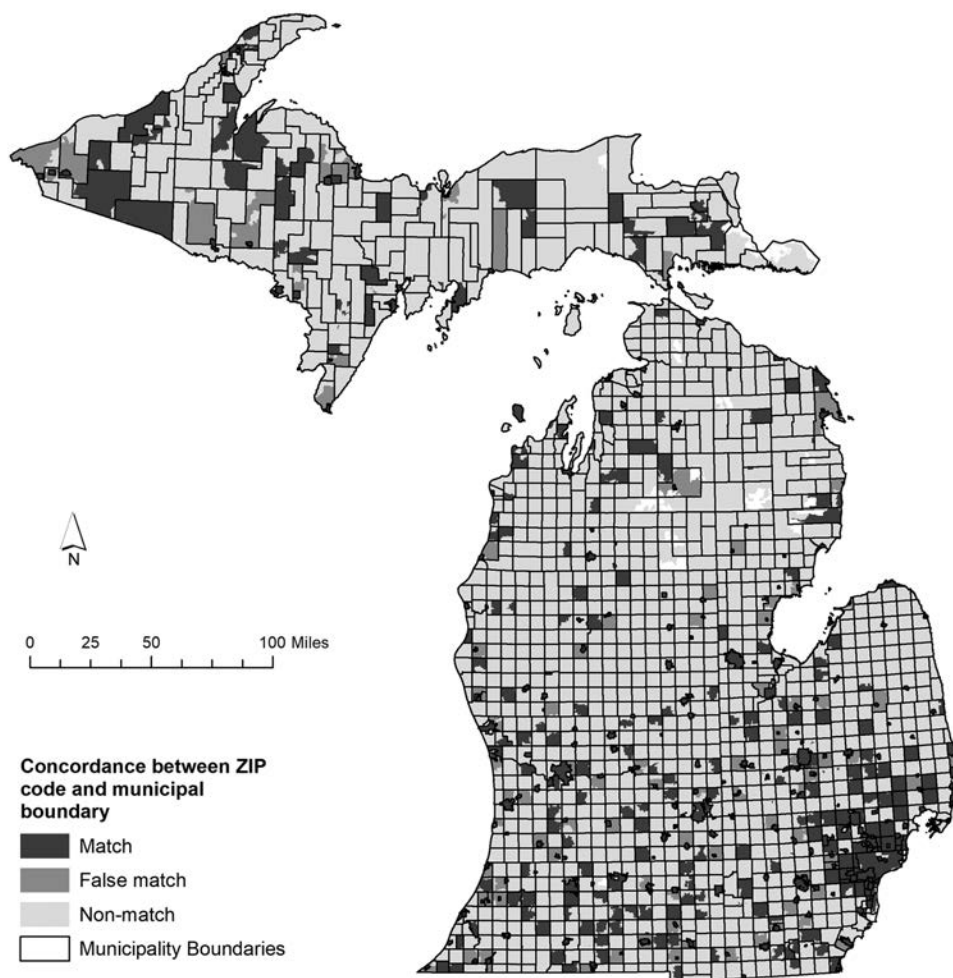 N
0 25 50 100 Miles
Concordance between ZIP
code and municipal
boundary
Match
False match
Non-match
Municipality Boundaries